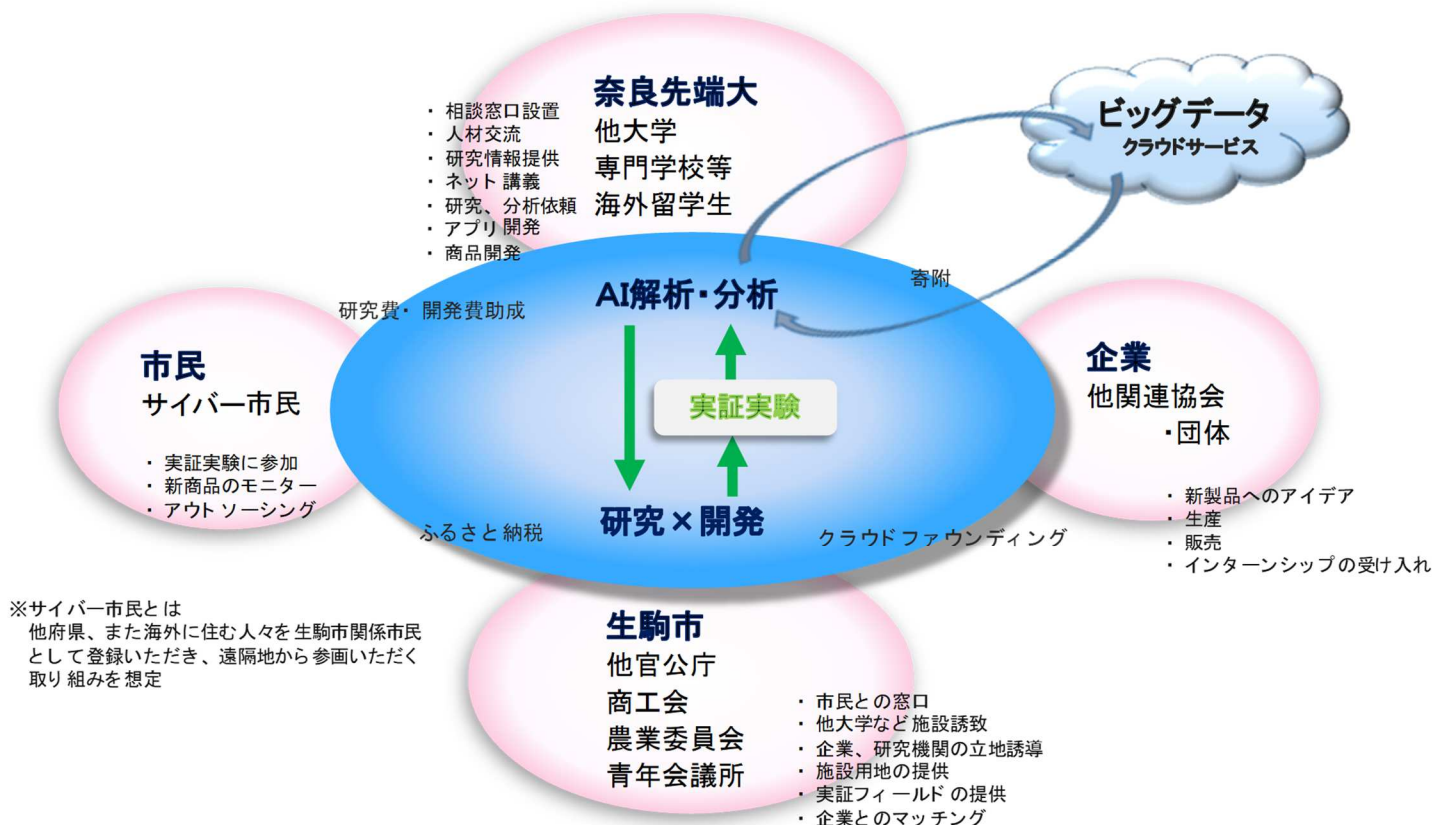 奈良先端大
他大学
専門学校等
海外留学生
・ 相談窓口設置
・ 人材交流
・ 研究情報提供
・ ネット講義
・ 研究、分析依頼
・ アプリ開発
・ 商品開発
ビッグデータ
クラウドサービス
AI解析・分析
寄附
研究費・ 開発費助成
実証実験
研究×開発
ふるさと納税
クラウドファウンディング
市民
サイバー市民
・ 実証実験に参加
・ 新商品のモニター
・ アウトソーシング
企業
他関連協会
・団体
・ 新製品へのアイデア
・ 生産
・ 販売
・ インターンシップの受け入れ
※サイバー市民とは
他府県、また海外に住む人々を生駒市関係市民
として登録いただき、遠隔地から参画いただく
取り組みを想定
生駒市
他官公庁
商工会
農業委員会
青年会議所
・ 市民との窓口
・ 他大学など施設誘致
・ 企業、研究機関の立地誘導
・ 施設用地の提供
・ 実証フィールドの提供
・ 企業とのマッチング